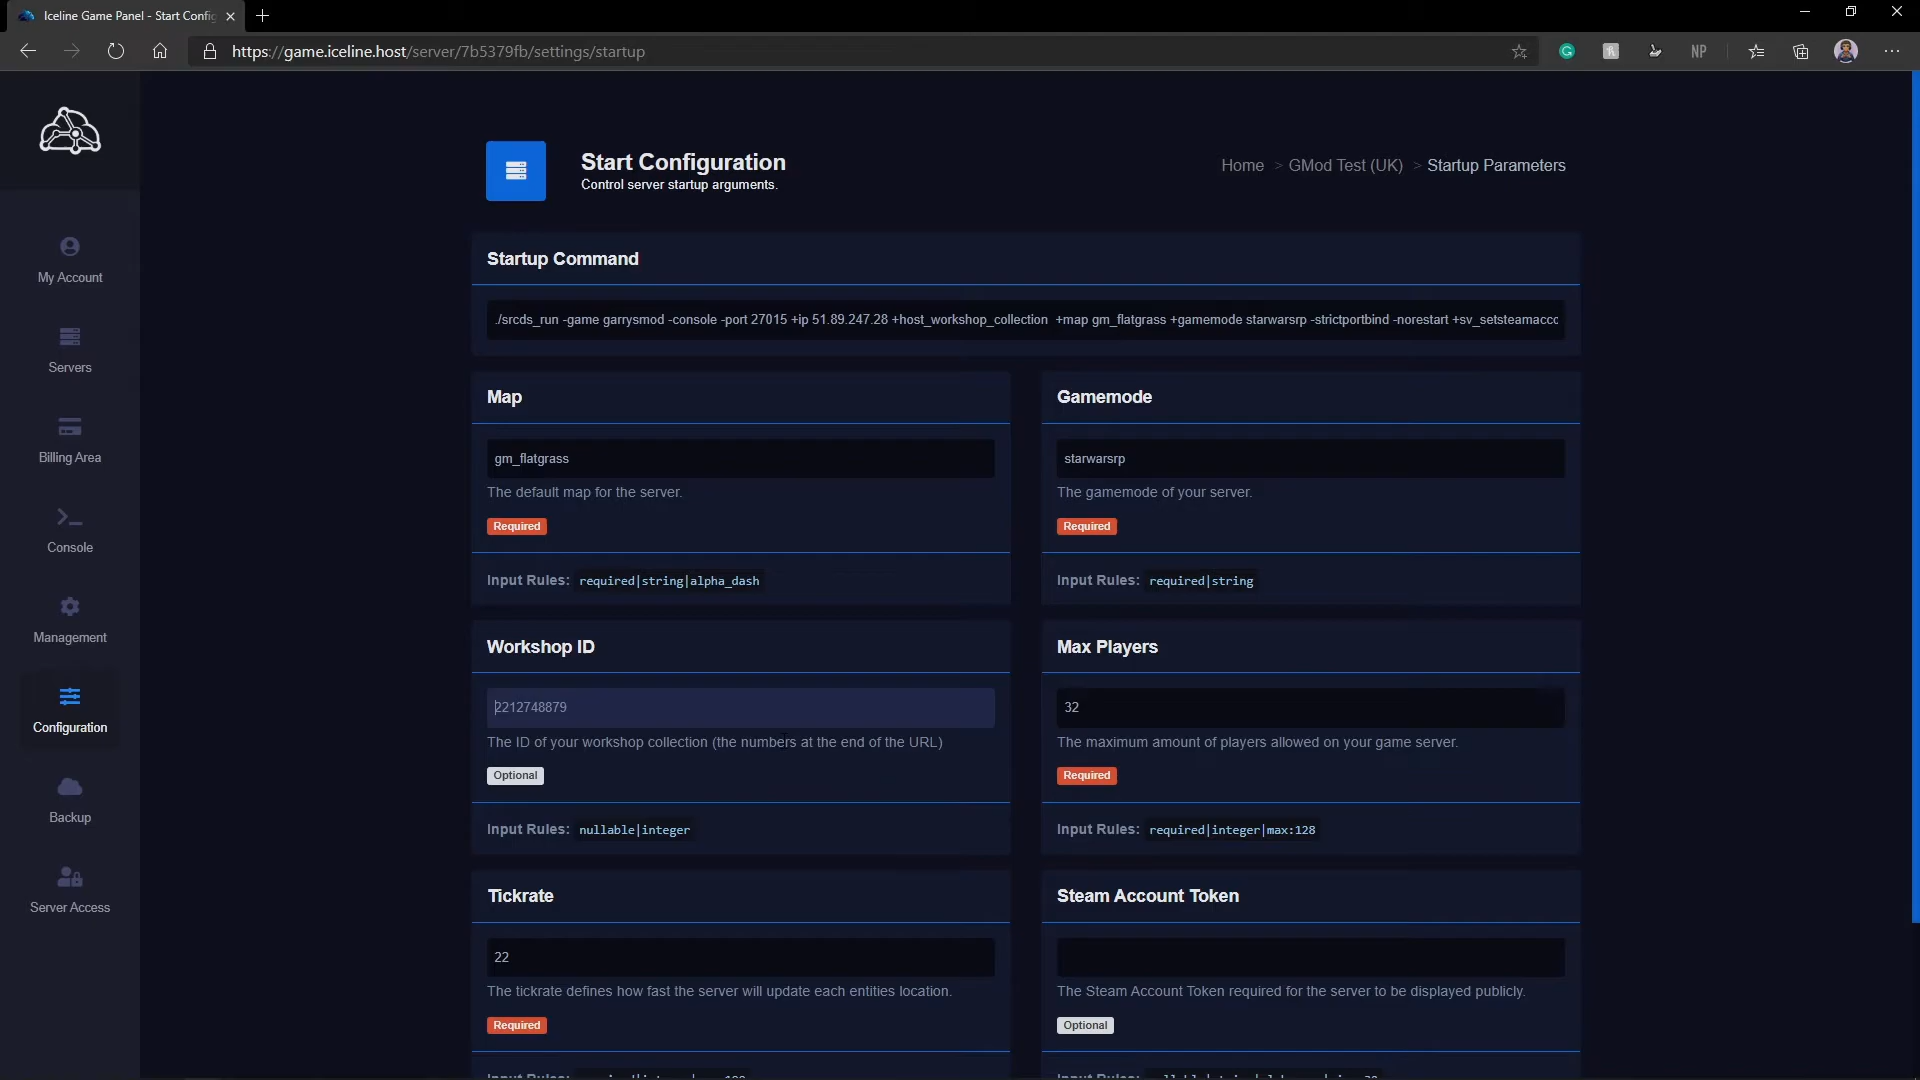 Iceline Game Panel - Start Config
https://game.iceline.host/server/7b5379fb/settings/startup
NP
Start Configuration
Control server startup arguments.
Home > GMod Test (UK) > Startup Parameters
My Account
Servers
Billing Area
Console
Management
Configuration
Backup
Server Access
Startup Command
./srcds_run -game garrysmod -console -port 27015 +ip 51.89.247.28 +host_workshop_collection +map gm_flatgrass +gamemode starwarsrp -strictportbind -norestart +sv_setsteamacc
Map
gm_flatgrass
The default map for the server.
Required
Input Rules: required|string|alpha_dash
Gamemode
starwarsrp
The gamemode of your server.
Required
Input Rules: required|string
Workshop ID
2212748879
The ID of your workshop collection (the numbers at the end of the URL)
Optional
Input Rules: nullable|integer
Max Players
32
The maximum amount of players allowed on your game server.
Required
Input Rules: required|integer|max:128
Tickrate
22
The tickrate defines how fast the server will update each entities location.
Required
Steam Account Token
The Steam Account Token required for the server to be displayed publicly.
Optional